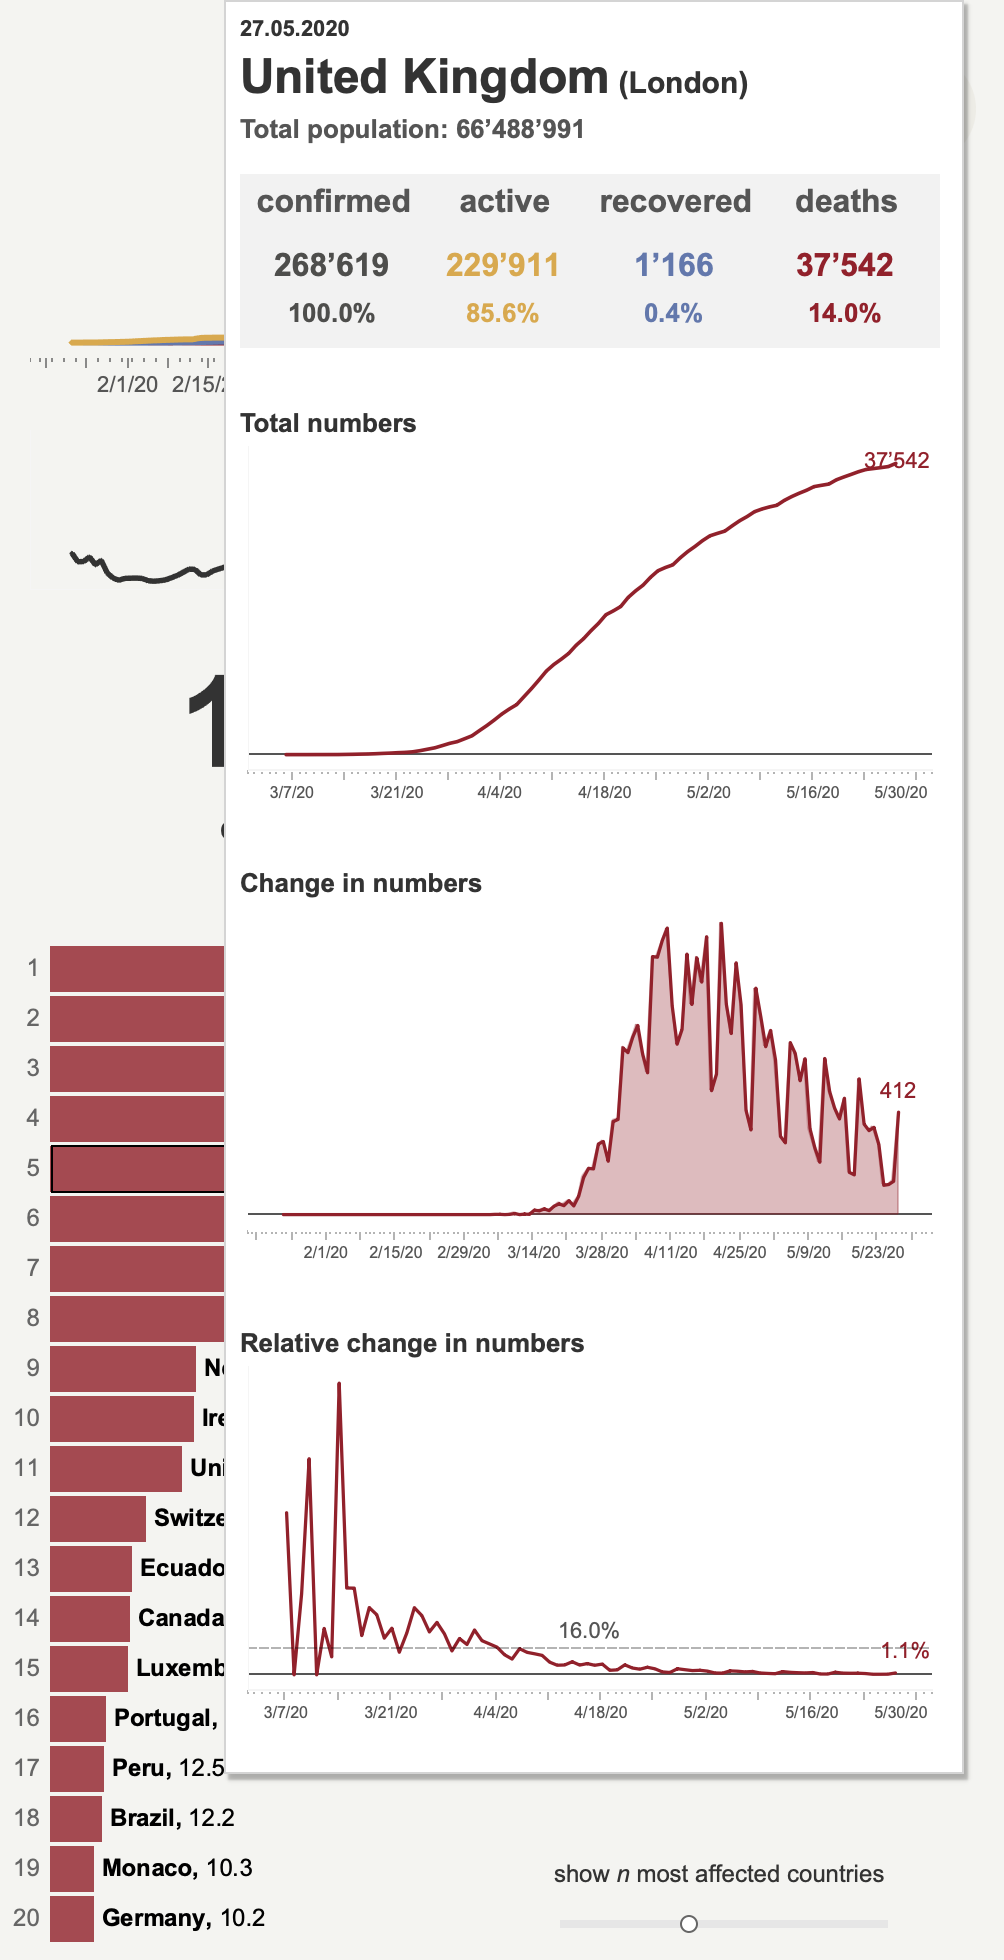 27.05.2020
United Kingdom (London)
Total population: 66’488’991
confirmed active recovered deaths
268’619 229’911 1’166 37’542
100.0% 85.6% 0.4% 14.0%
2/1/20
Total numbers
37’542
3/7/20 3/21/20 4/4/20 4/18/20 5/2/20 5/16/20 5/30/20
Change in numbers
412
2/1/20 2/15/20 2/29/20 3/14/20 3/28/20 4/11/20 4/25/20 5/9/20 5/23/20
Relative change in numbers
16.0%
1.1%
3/7/20 3/21/20 4/4/20 4/18/20 5/2/20 5/16/20 5/30/20
1
2
3
4
5
6
7
8
9
10
11
12
13
14 Canada
15
16 Portugal,
17 Peru, 12.5
18 Brazil, 12.2
19 Monaco, 10.3
20 Germany, 10.2
show n most affected countries